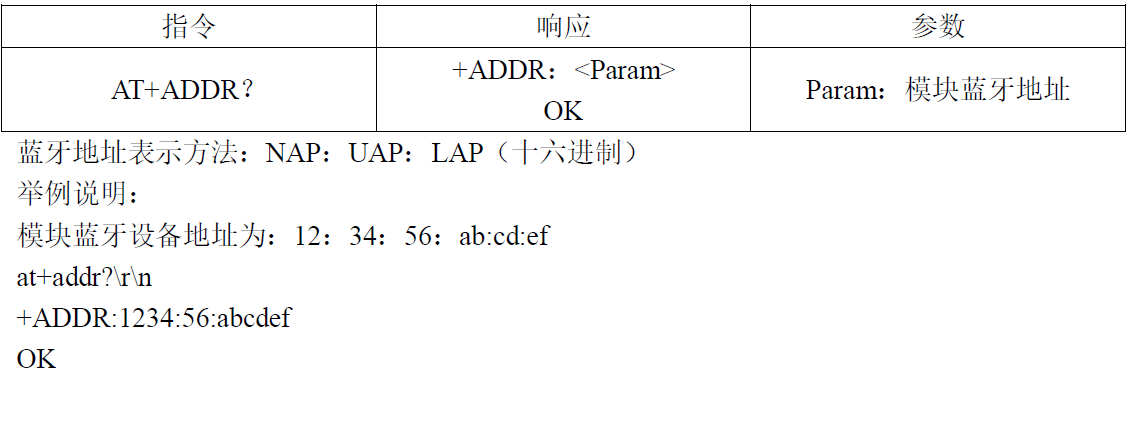 指令 响应 参数
AT+ADDR？ +ADDR：<Param> Param：模块蓝牙地址
OK
蓝牙地址表示方法：NAP：UAP：LAP（十六进制）
举例说明：
模块蓝牙设备地址为：12：34：56：ab:cd:ef
at+addr?\r\n
+ADDR:1234:56:abcdef
OK